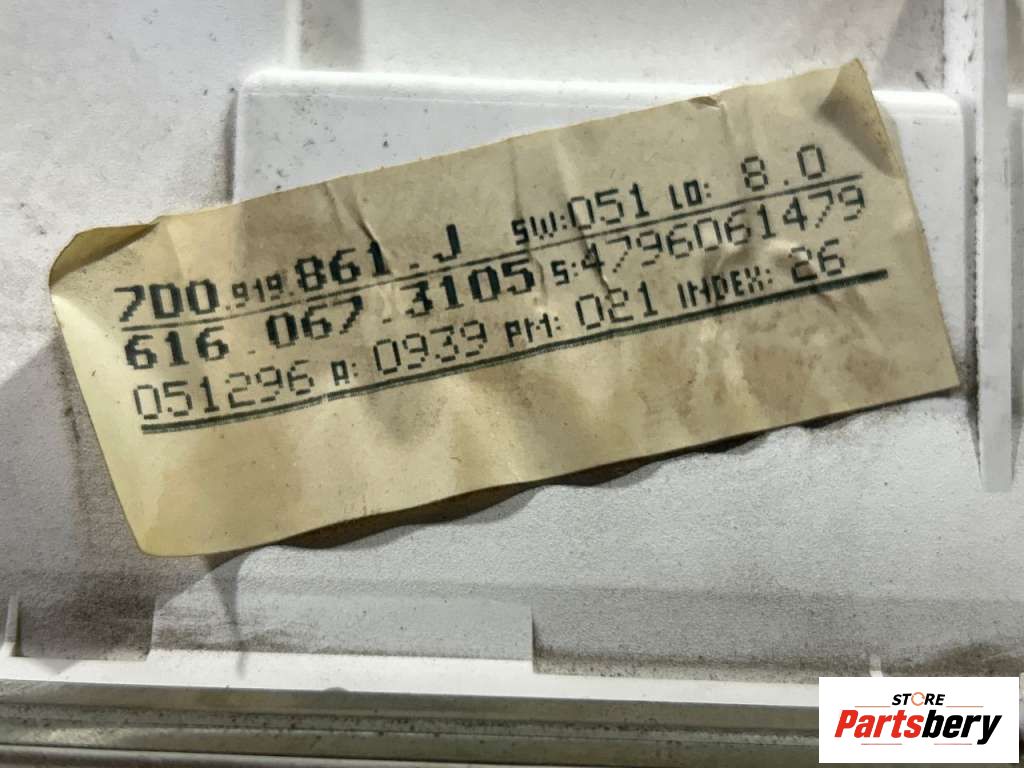 7D0.919.861.J SW:051 LO: 8.0
616.067.3105 S:4796061479
051296 A: 0939 PM: 021 INDEX: 26
STORE
Partsbery